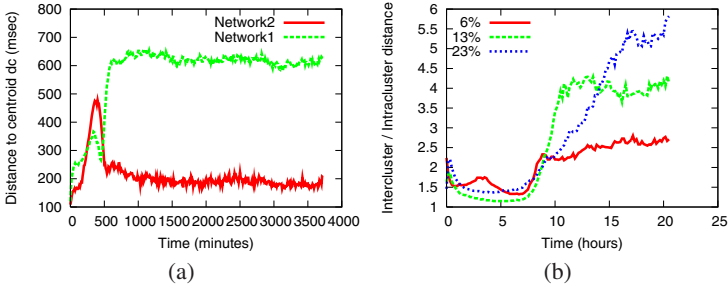 Distance to centroid dc (msec)
800
700
600
500
400
300
200
100
Network2
Network1
0 500 1000 1500 2000 2500 3000 3500 4000
Time (minutes)
(a)
Intercluster / Intracluster distance
6
5.5
5
4.5
4
3.5
3
2.5
2
1.5
1
6%
13%
23%
0 5 10 15 20 25
Time (hours)
(b)